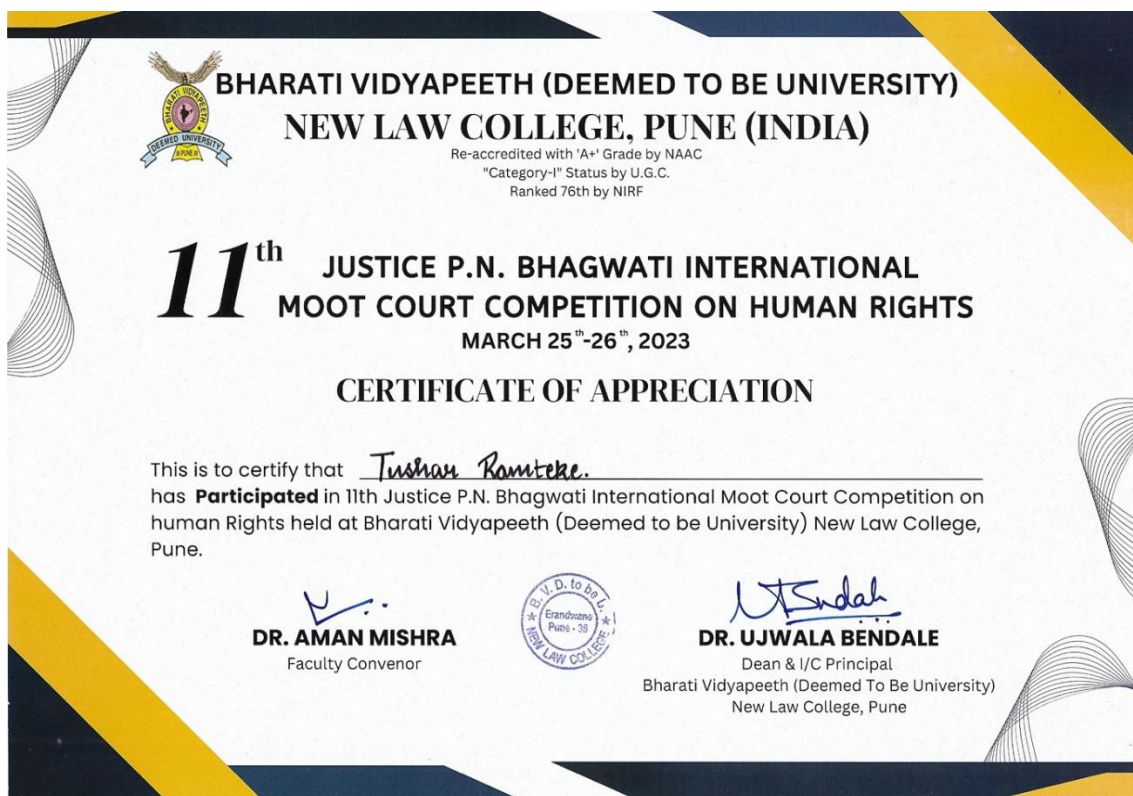 BHARATI VIDYAPEETH
DEEMED UNIVERSITY
PUNE
BHARATI VIDYAPEETH (DEEMED TO BE UNIVERSITY)
NEW LAW COLLEGE, PUNE (INDIA)
Re-accredited with 'A+' Grade by NAAC
"Category-I" Status by U.G.C.
Ranked 76th by NIRF
11th JUSTICE P.N. BHAGWATI INTERNATIONAL
MOOT COURT COMPETITION ON HUMAN RIGHTS
MARCH 25th-26th, 2023
CERTIFICATE OF APPRECIATION
This is to certify that Tushar Ramteke.
has Participated in 11th Justice P.N. Bhagwati International Moot Court Competition on
human Rights held at Bharati Vidyapeeth (Deemed to be University) New Law College,
Pune.
B. V. D. to be U.
Erandwane
Pune - 38
NEW LAW COLLEGE
DR. AMAN MISHRA
Faculty Convenor
DR. UJWALA BENDALE
Dean & I/C Principal
Bharati Vidyapeeth (Deemed To Be University)
New Law College, Pune